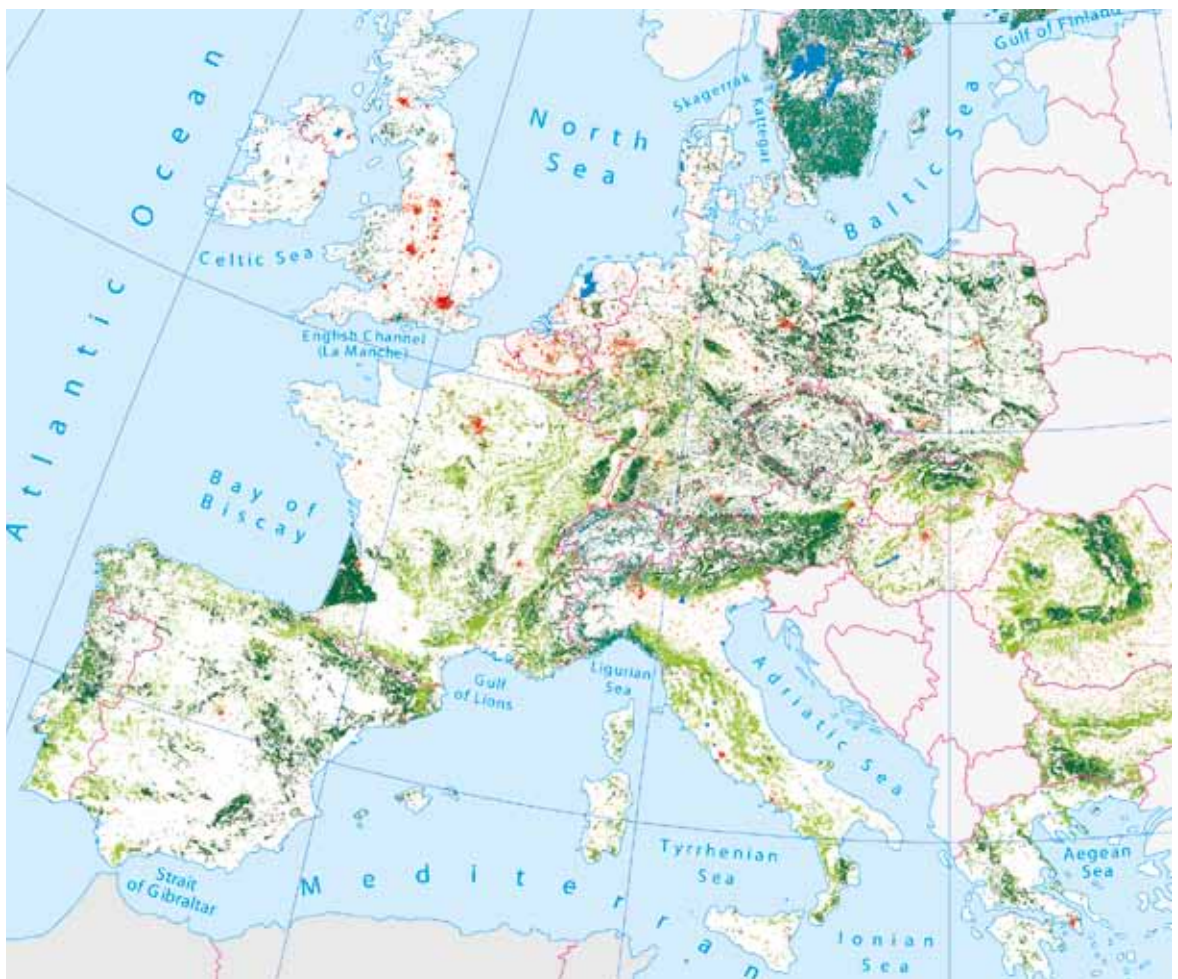 Gulf of Finland
Skagerrak
Kattegat
North
Sea
Baltic Sea
Atlantic Ocean
Celtic Sea
English Channel
(La Manche)
Bay of
Biscay
Gulf
of Lions
Ligurian
Sea
Adriatic Sea
Tyrrhenian
Sea
Aegean
Sea
Strait
of Gibraltar
Mediterran
Ionian
Sea